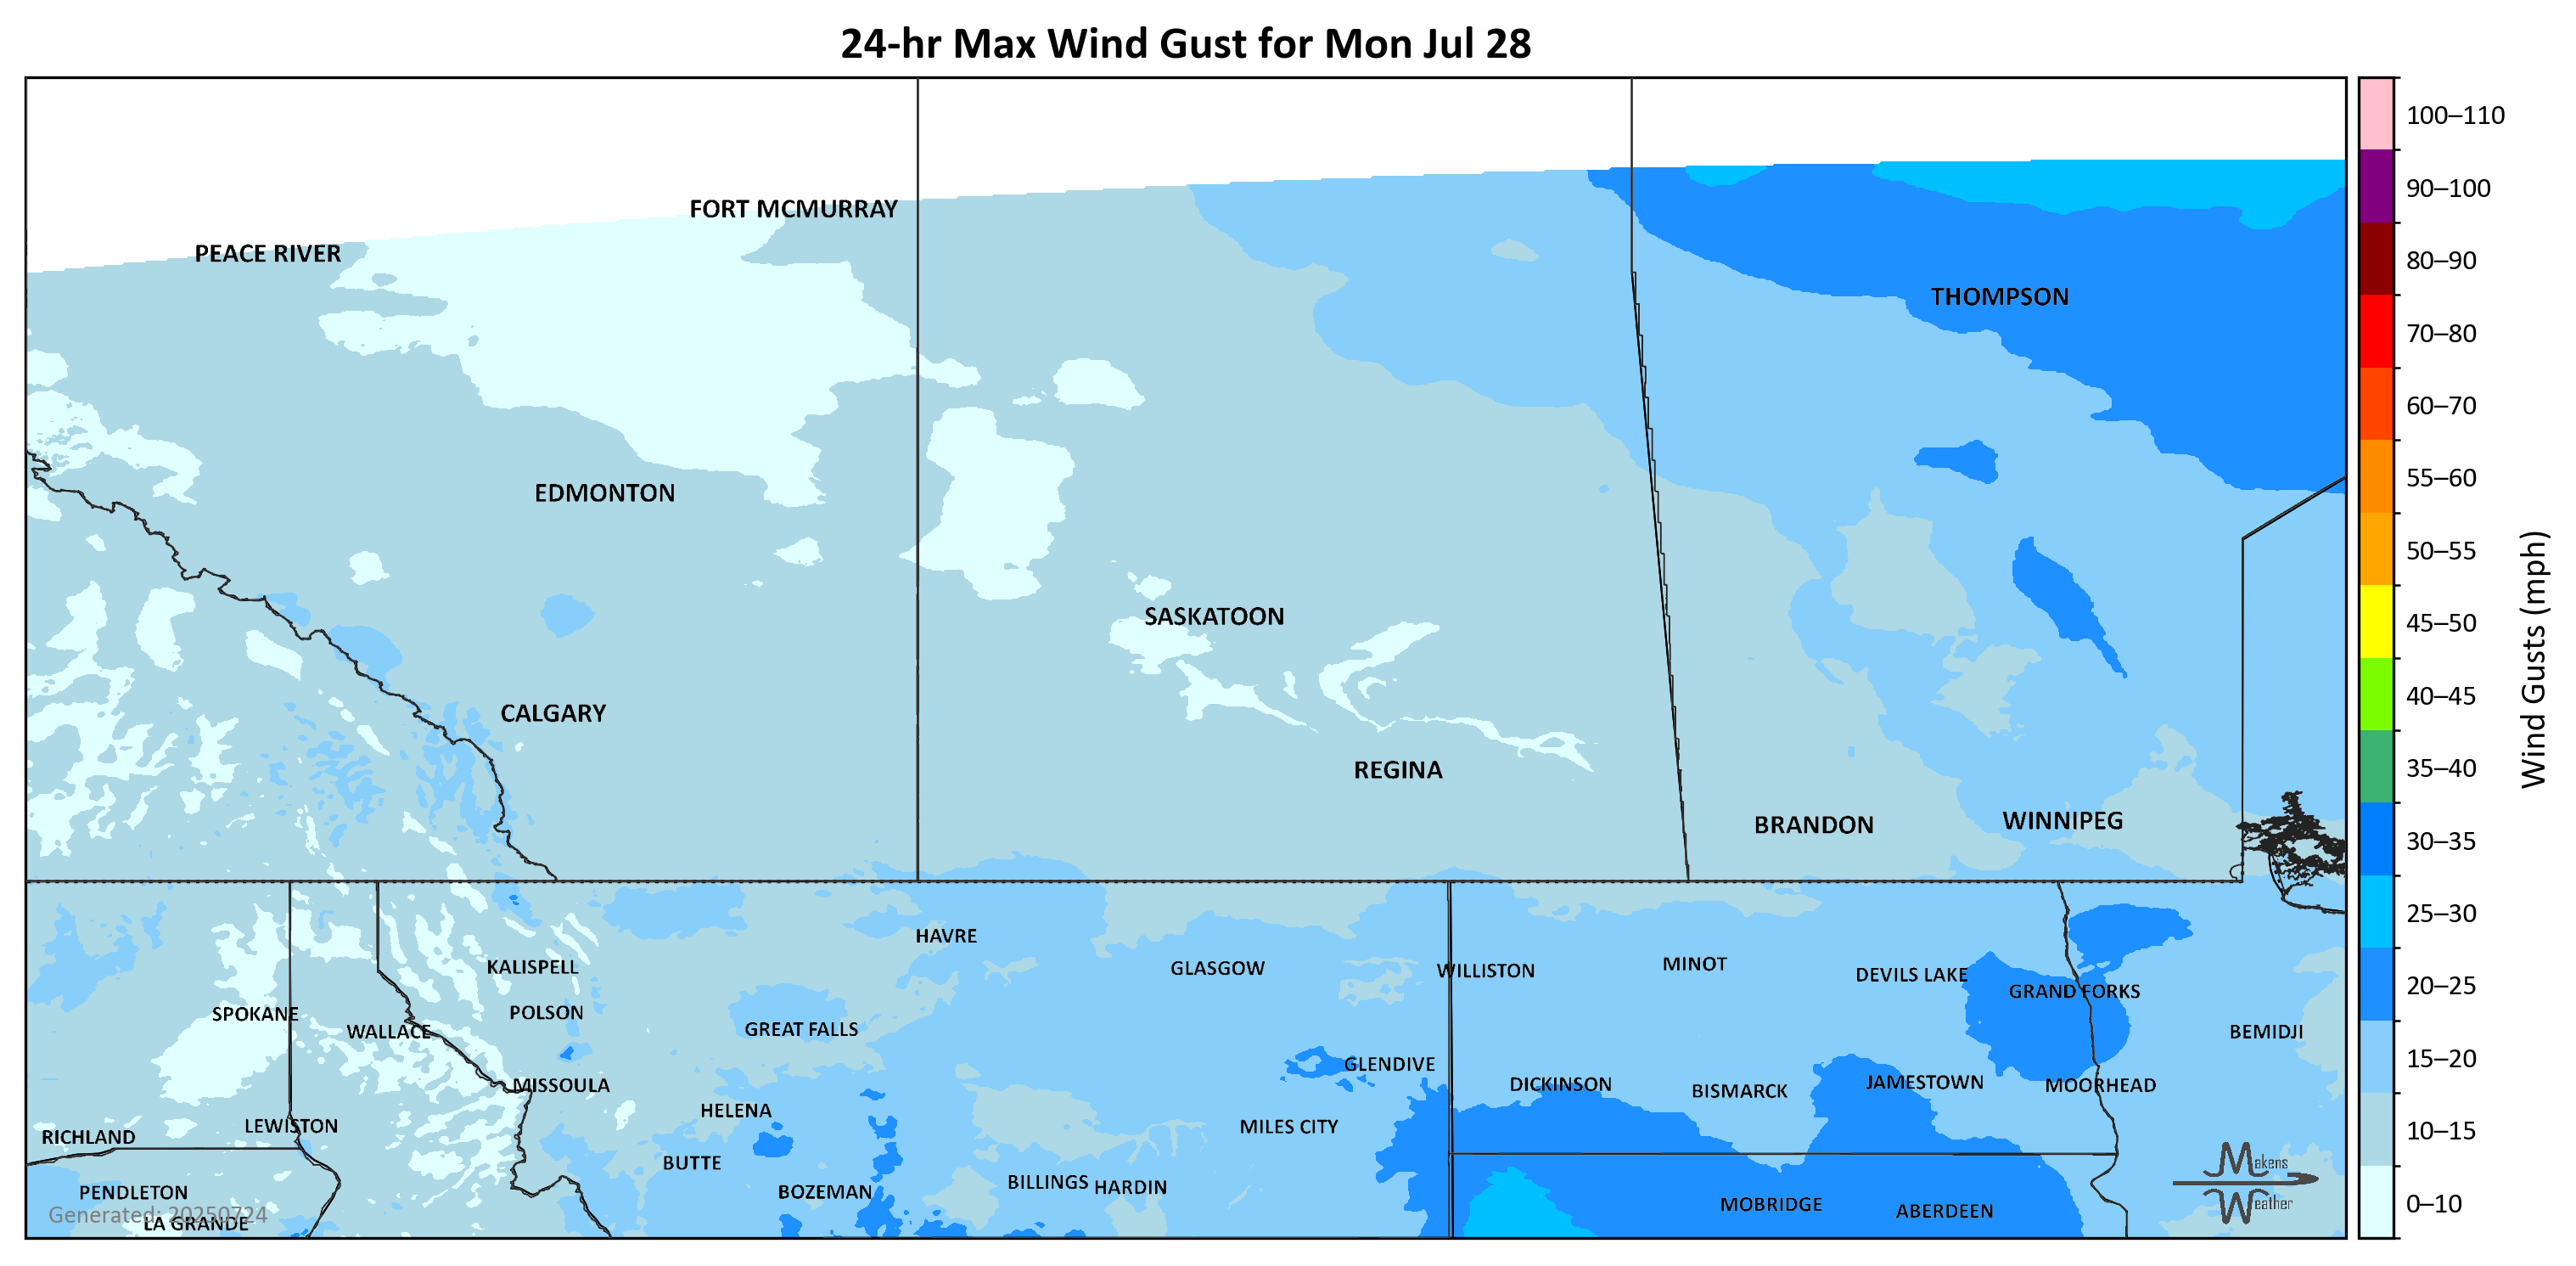 24-hr Max Wind Gust for Mon Jul 28
100–110
90–100
80–90
70–80
60–70
55–60
50–55
45–50
40–45
35–40
30–35
25–30
20–25
15–20
10–15
0–10
Wind Gusts (mph)
FORT MCMURRAY
PEACE RIVER
THOMPSON
EDMONTON
SASKATOON
CALGARY
REGINA
BRANDON
WINNIPEG
HAVRE
KALISPELL
GLASGOW
WILLISTON
MINOT
DEVILS LAKE
GRAND FORKS
SPOKANE
POLSON
WALLACE
GREAT FALLS
BEMIDJI
GLENDIVE
MISSOULA
DICKINSON
BISMARCK
JAMESTOWN
MOORHEAD
HELENA
LEWISTON
MILES CITY
RICHLAND
BUTTE
PENDLETON
BOZEMAN
BILLINGS
HARDIN
MOBRIDGE
ABERDEEN
Generated: 20250724
LA GRANDE
Makens
Weather